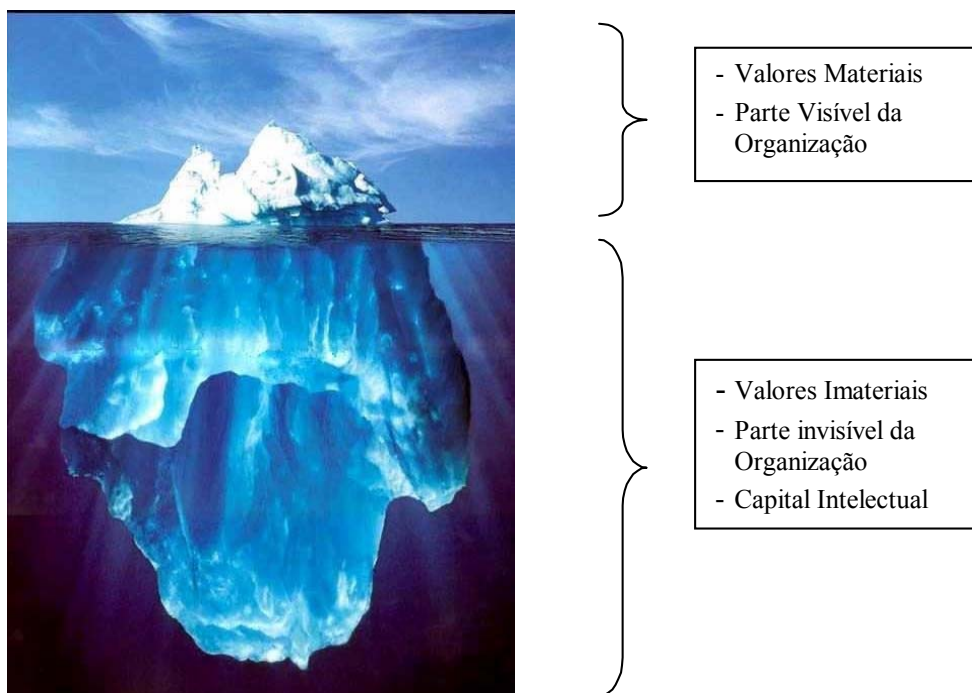 - Valores Materiais
- Parte Visível da
Organização
- Valores Imateriais
- Parte invisível da
Organização
- Capital Intelectual